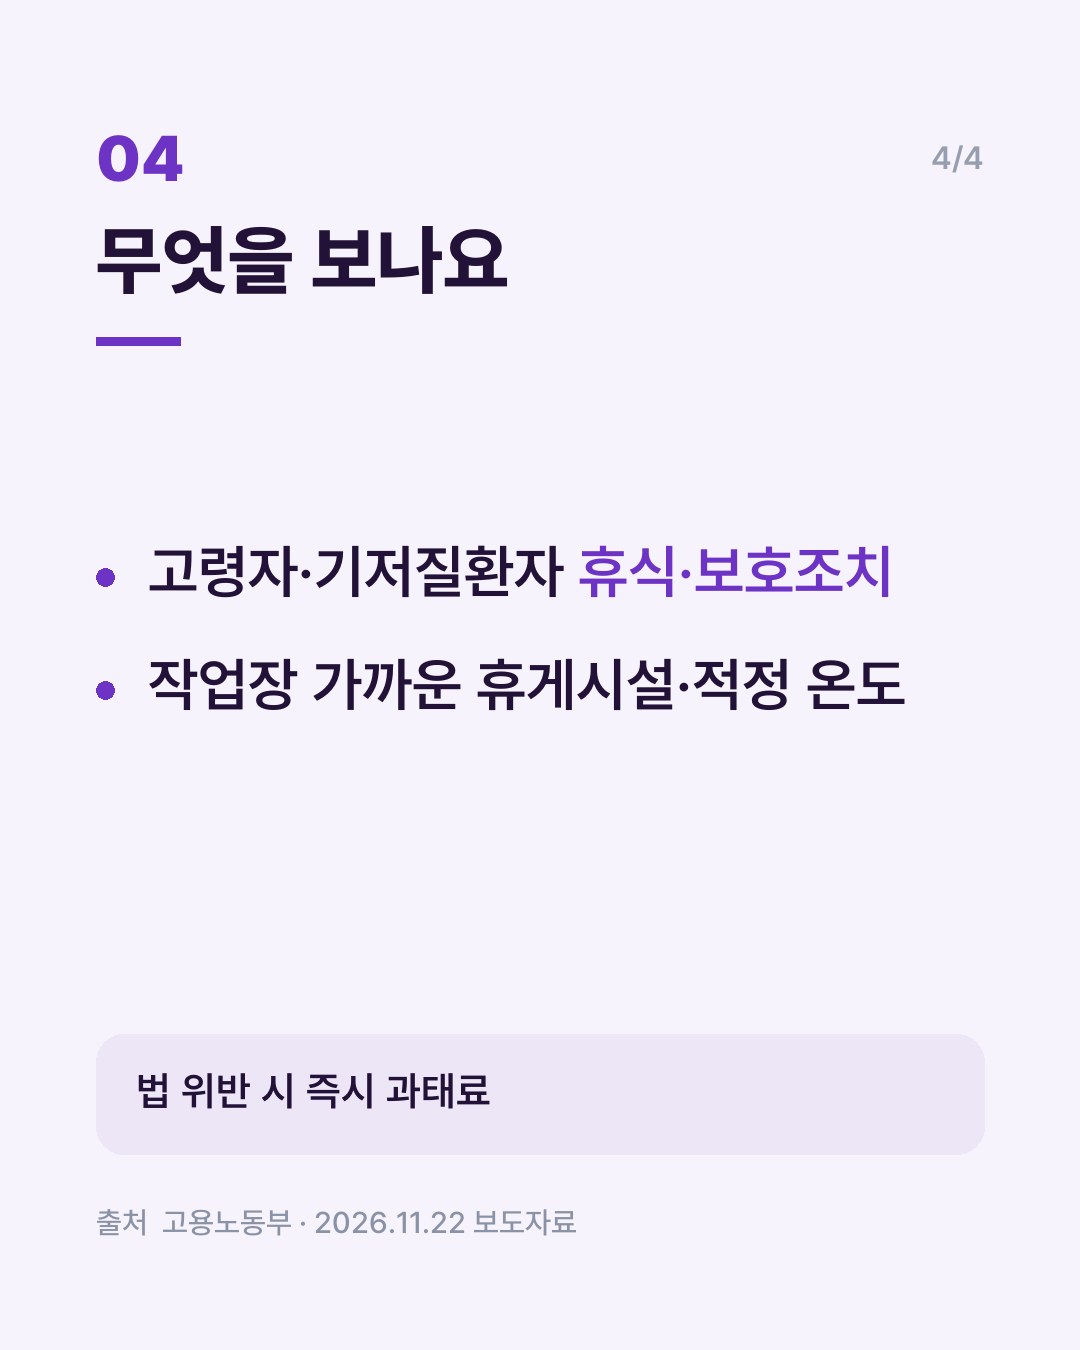 04
4/4
무엇을 보나요
고령자·기저질환자 휴식·보호조치
작업장 가까운 휴게시설·적정 온도
법 위반 시 즉시 과태료
출처 고용노동부 · 2026.11.22 보도자료